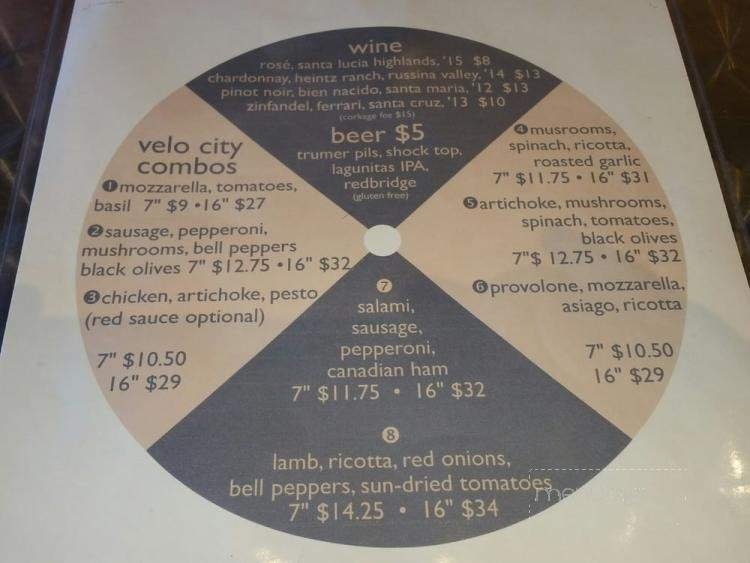 wine
rosé, santa lucia highlands, '15 $8
chardonnay, heintz ranch, russina valley, '14 $13
pinot noir, bien nacido, santa maria, '12 $13
zinfandel, ferrari, santa cruz, '13 $10
(corkage fee $15)
beer $5
trumer pils, shock top,
lagunitas IPA,
redbridge
(gluten free)
velo city
combos
1 mozzarella, tomatoes,
basil 7" $9 • 16" $27
2 sausage, pepperoni,
mushrooms, bell peppers
black olives 7" $12.75 • 16" $32
3 chicken, artichoke, pesto
(red sauce optional)
7" $10.50
16" $29
4 musrooms,
spinach, ricotta,
roasted garlic
7" $11.75 • 16" $31
5 artichoke, mushrooms,
spinach, tomatoes,
black olives
7"$ 12.75 • 16" $32
6 provolone, mozzarella,
asiago, ricotta
7" $10.50
16" $29
7
salami,
sausage,
pepperoni,
canadian ham
7" $11.75 • 16" $32
8
lamb, ricotta, red onions,
bell peppers, sun-dried tomatoes
7" $14.25 • 16" $34